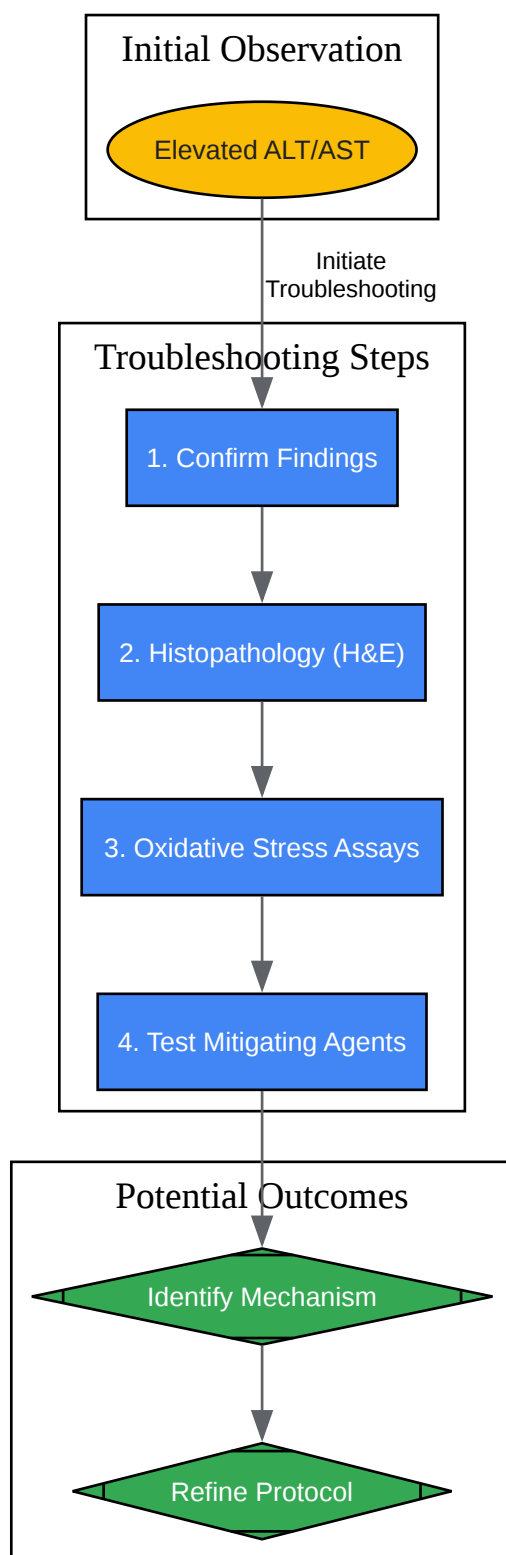 Initial Observation
Elevated ALT/AST
Initiate
Troubleshooting
Troubleshooting Steps
1. Confirm Findings
2. Histopathology (H&E)
3. Oxidative Stress Assays
4. Test Mitigating Agents
Potential Outcomes
Identify Mechanism
Refine Protocol